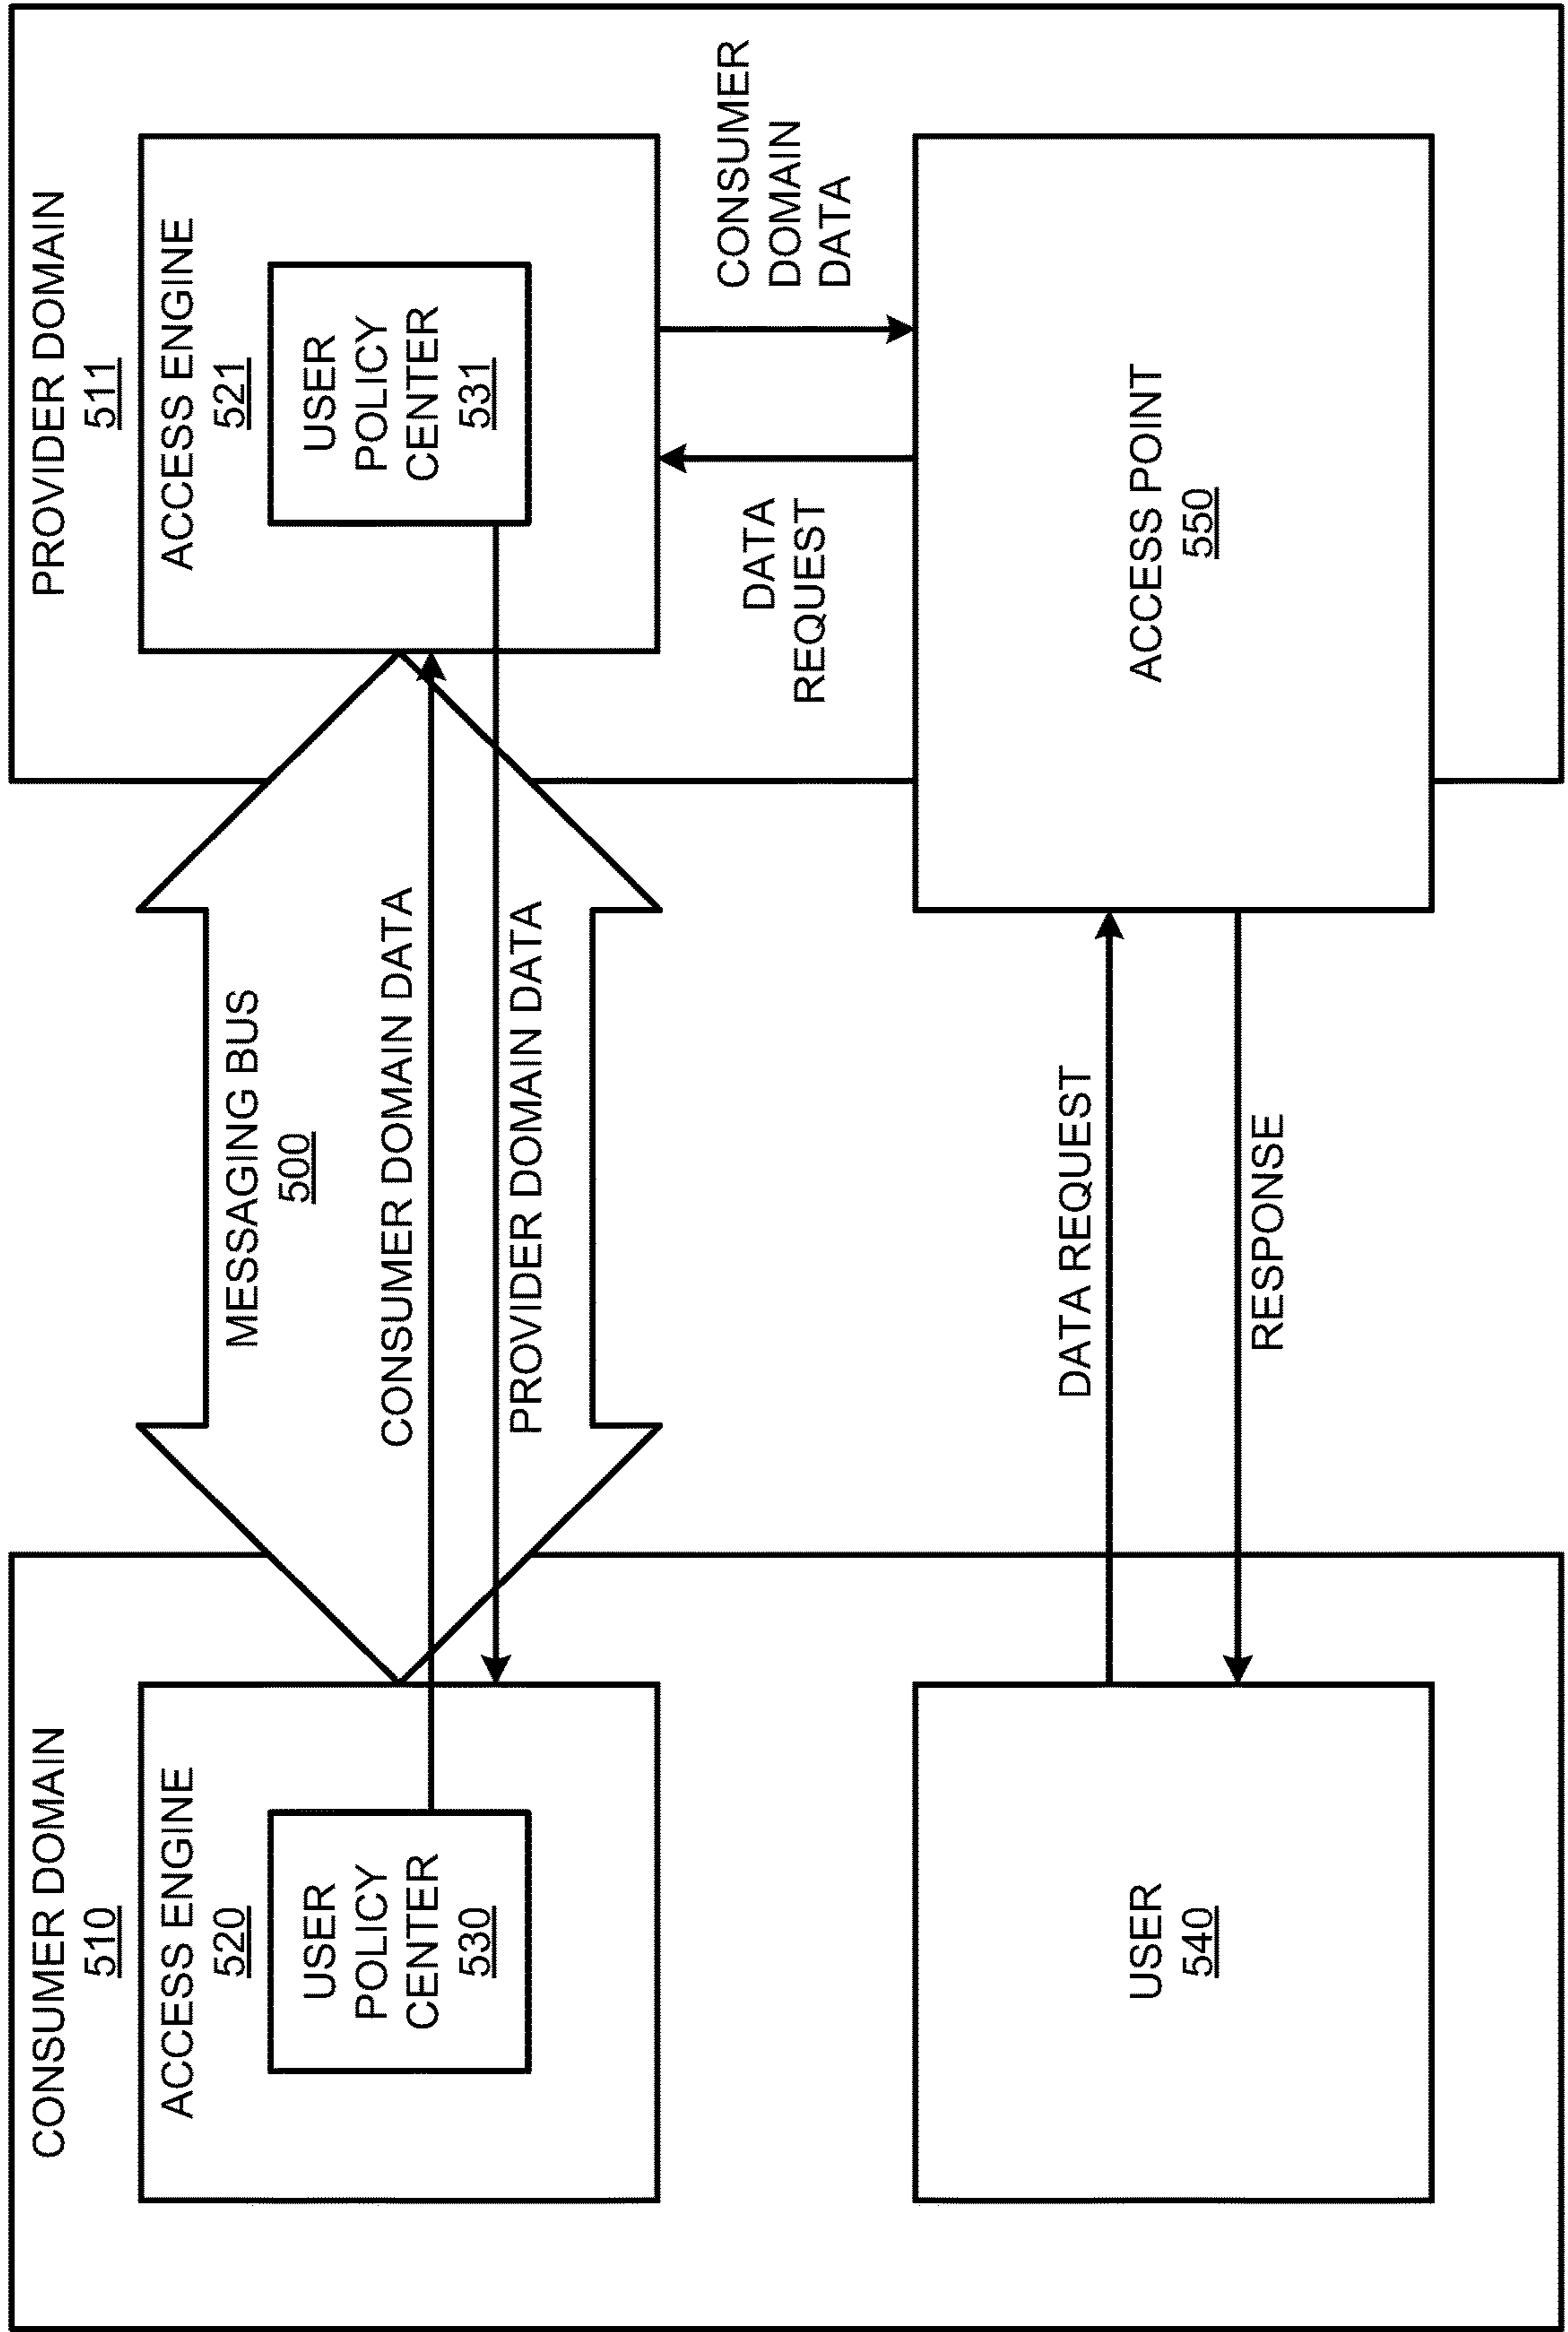 CONSUMER DOMAIN
510
ACCESS ENGINE
520
USER
POLICY
CENTER
530
USER
540
MESSAGING BUS
500
CONSUMER DOMAIN DATA
PROVIDER DOMAIN DATA
DATA REQUEST
RESPONSE
PROVIDER DOMAIN
511
ACCESS ENGINE
521
USER
POLICY
CENTER
531
DATA
REQUEST
CONSUMER
DOMAIN
DATA
ACCESS POINT
550